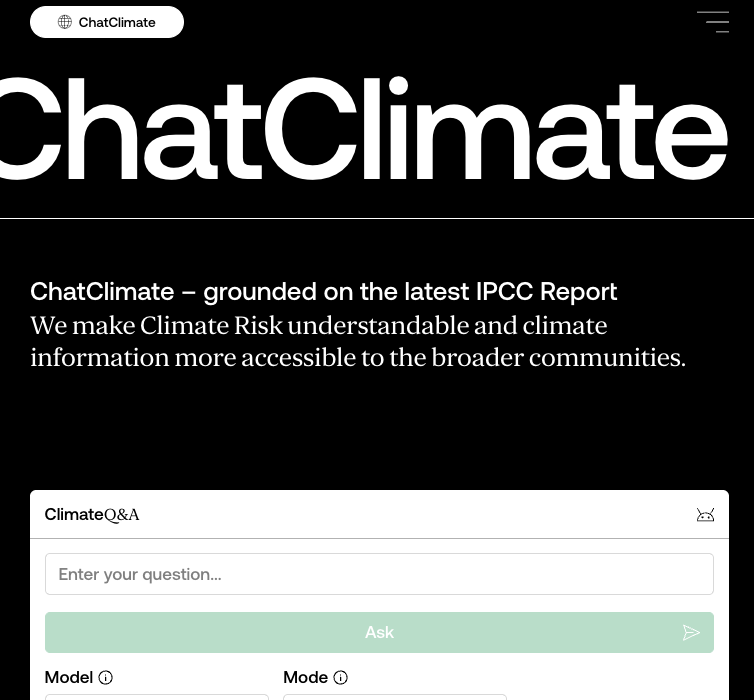 ChatClimate
ChatClimate
ChatClimate – grounded on the latest IPCC Report
We make Climate Risk understandable and climate
information more accessible to the broader communities.
ClimateQ&A
Enter your question...
Ask
Model
Mode